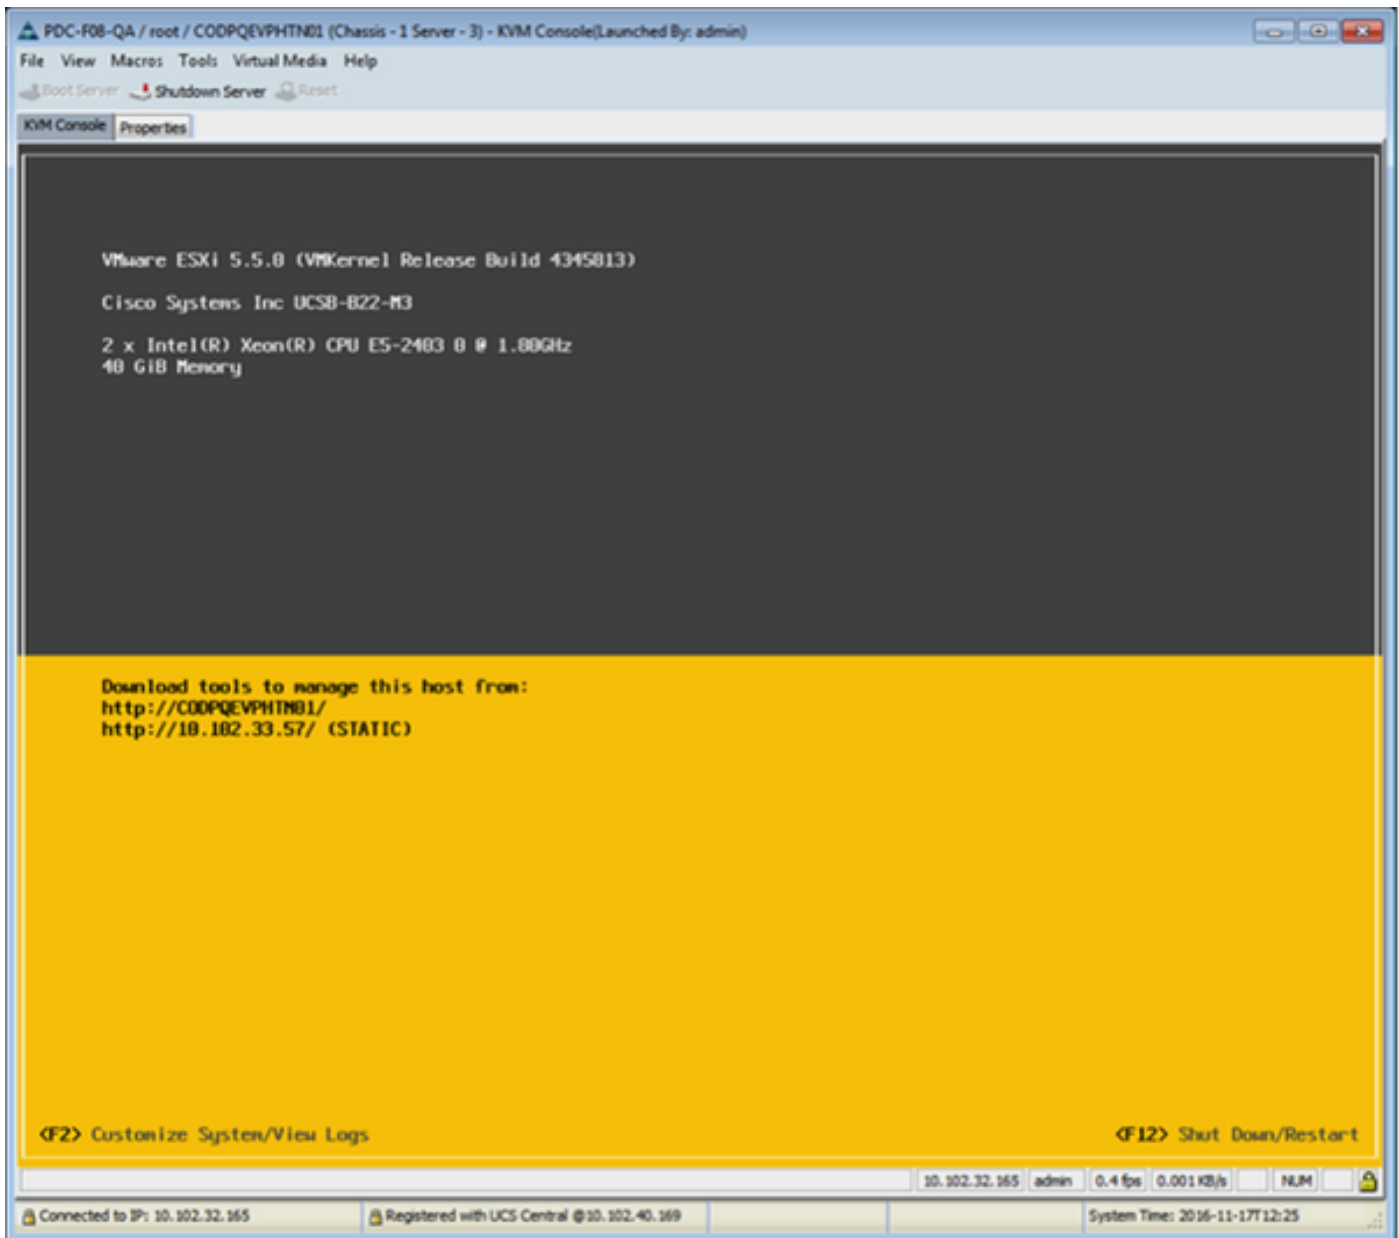 PDC-F08-QA / root / CODPQEVPHTN01 (Chassis - 1 Server - 3) - KVM Console(Launched By: admin)
File View Macros Tools Virtual Media Help
Boot Server Shutdown Server Reset
KVM Console Properties
VMware ESXi 5.5.0 (VMKernel Release Build 4345813)
Cisco Systems Inc UCSB-B22-M3
2 x Intel(R) Xeon(R) CPU E5-2403 0 @ 1.80GHz
48 GiB Memory
Download tools to manage this host from:
http://CODPQEVPHTN01/
http://10.102.33.57/ (STATIC)
<F2> Customize System/View Logs
<F12> Shut Down/Restart
10.102.32.165 admin 0.4 fps 0.001 KB/s NUM
Connected to IP: 10.102.32.165 Registered with UCS Central @10.102.40.169 System Time: 2016-11-17T12:25